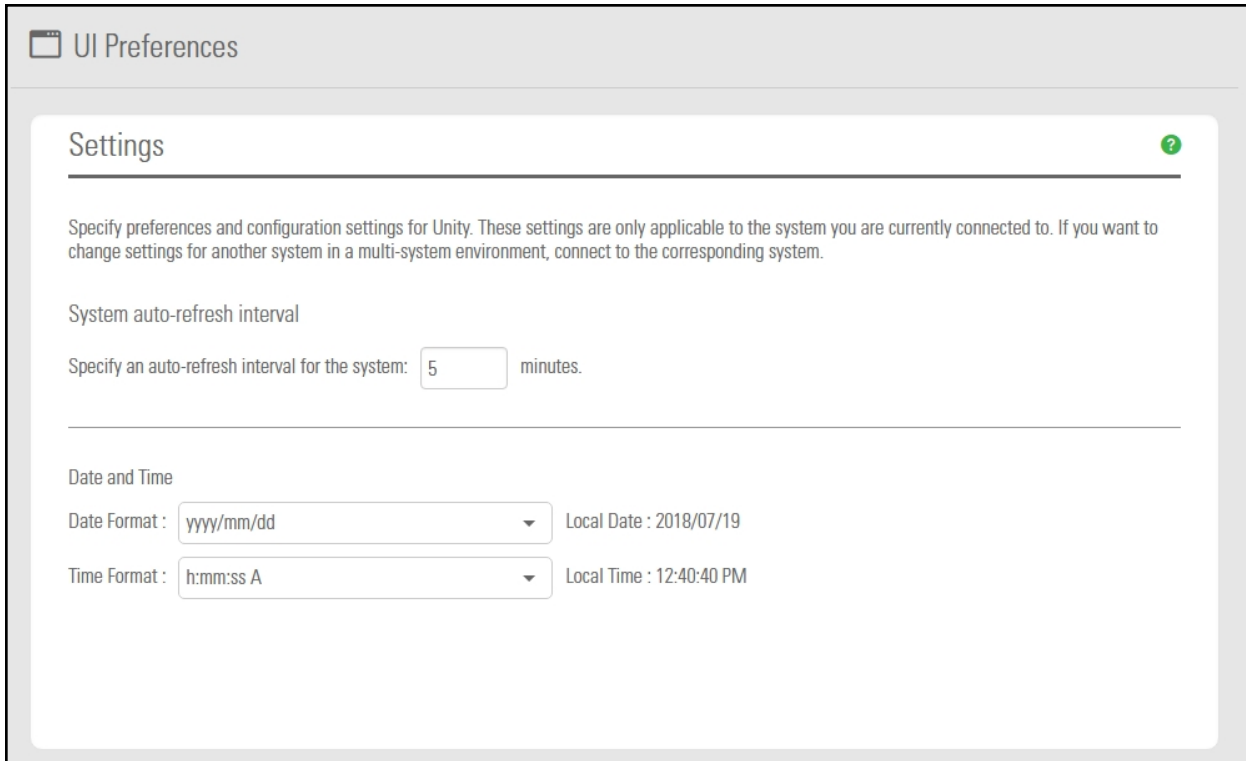 UI Preferences
Settings
?
Specify preferences and configuration settings for Unity. These settings are only applicable to the system you are currently connected to. If you want to
change settings for another system in a multi-system environment, connect to the corresponding system.
System auto-refresh interval
Specify an auto-refresh interval for the system: 5 minutes.
Date and Time
Date Format : yyyy/mm/dd Local Date : 2018/07/19
Time Format : h:mm:ss A Local Time : 12:40:40 PM